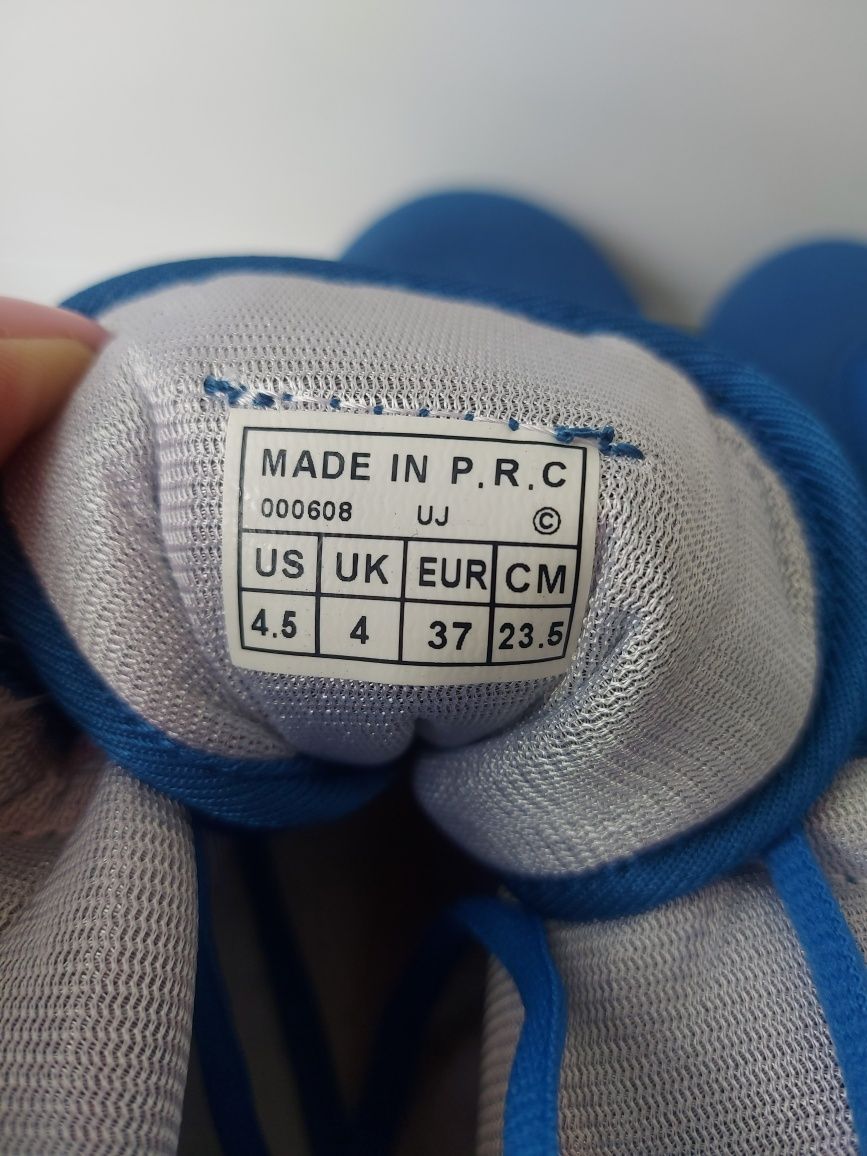 MADE IN P.R.C
000608 UJ ©
US UK EUR CM
4.5 4 37 23.5